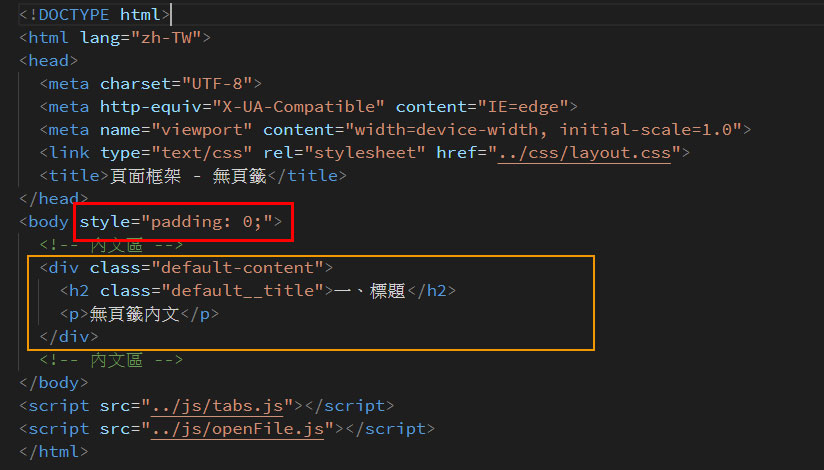 <!DOCTYPE html>
<html lang="zh-TW">
<head>
<meta charset="UTF-8">
<meta http-equiv="X-UA-Compatible" content="IE=edge">
<meta name="viewport" content="width=device-width, initial-scale=1.0">
<link type="text/css" rel="stylesheet" href="../css/layout.css">
<title>頁面框架 - 無頁籤</title>
</head>
<body style="padding: 0;">
<!-- 內文區 -->
<div class="default-content">
<h2 class="default__title">一、標題</h2>
<p>無頁籤內文</p>
</div>
<!-- 內文區 -->
</body>
<script src="../js/tabs.js"></script>
<script src="../js/openFile.js"></script>
</html>